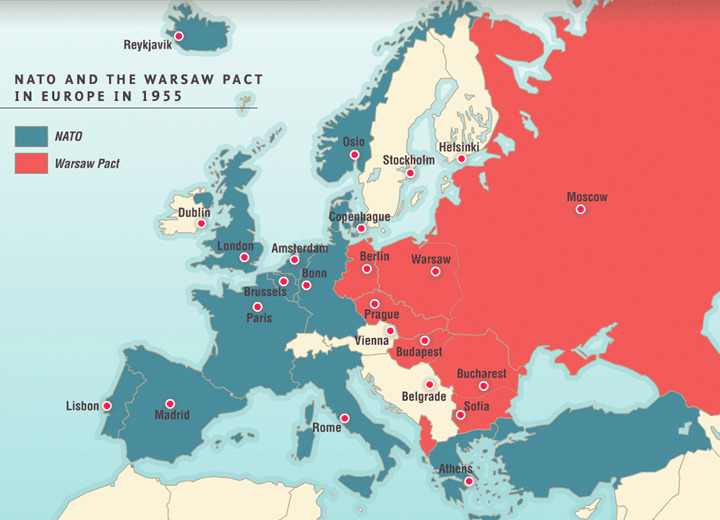 Reykjavik
NATO AND THE WARSAW PACT
IN EUROPE IN 1955
NATO
Warsaw Pact
Oslo
Helsinki
Stockholm
Moscow
Dublin
Copenhague
London
Amsterdam
Berlin
Warsaw
Bonn
Brussels
Paris
Prague
Vienna
Budapest
Bucharest
Belgrade
Sofia
Lisbon
Madrid
Rome
Athens